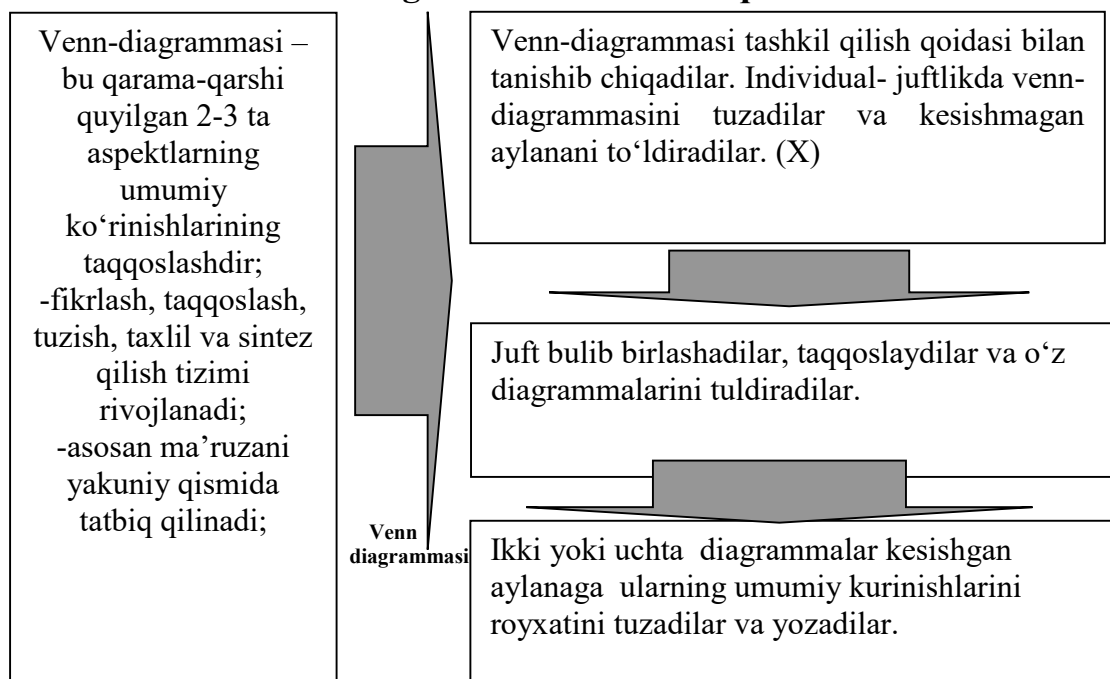 Venn-diagrammasi –
bu qarama-qarshi
quyilgan 2-3 ta
aspektlarning
umumiy
ko‘rinishlarining
taqqoslashdir;
-fikrlash, taqqoslash,
tuzish, taxlil va sintez
qilish tizimi
rivojlanadi;
-asosan ma’ruzani
yakuniy qismida
tatbiq qilinadi;
Venn
diagrammasi
Venn-diagrammasi tashkil qilish qoidasi bilan
tanishib chiqadilar. Individual- juftlikda venn-
diagrammasini tuzadilar va kesishmagan
aylanani to‘ldiradilar. (X)
Juft bulib birlashadilar, taqqoslaydilar va o‘z
diagrammalarini tuldiradilar.
Ikki yoki uchta diagrammalar kesishgan
aylanaga ularning umumiy kurinishlarini
royxatini tuzadilar va yozadilar.